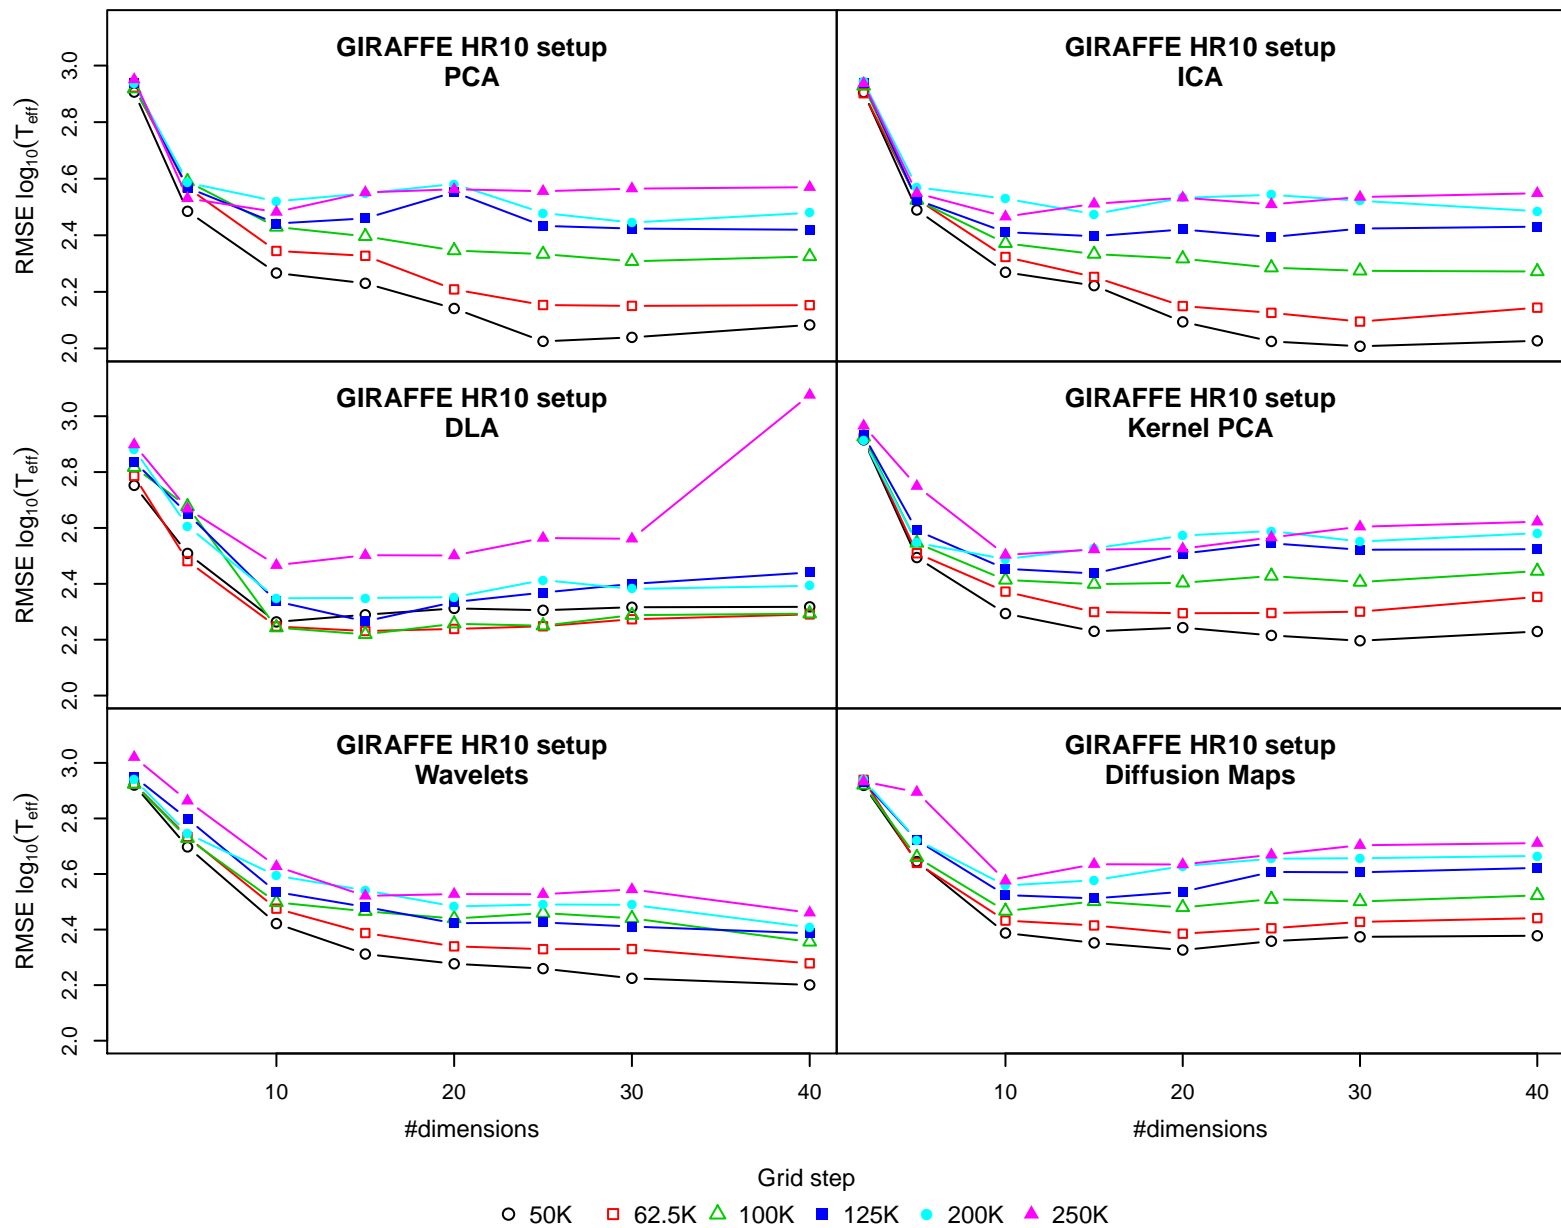 GIRAFFE HR10 setup
PCA
GIRAFFE HR10 setup
ICA
RMSE log₁₀(T_eff)
3.0
2.8
2.6
2.4
2.2
2.0
GIRAFFE HR10 setup
DLA
GIRAFFE HR10 setup
Kernel PCA
RMSE log₁₀(T_eff)
3.0
2.8
2.6
2.4
2.2
2.0
GIRAFFE HR10 setup
Wavelets
GIRAFFE HR10 setup
Diffusion Maps
RMSE log₁₀(T_eff)
3.0
2.8
2.6
2.4
2.2
2.0
10 20 30 40
10 20 30 40
#dimensions
#dimensions
Grid step
50K 62.5K 100K 125K 200K 250K